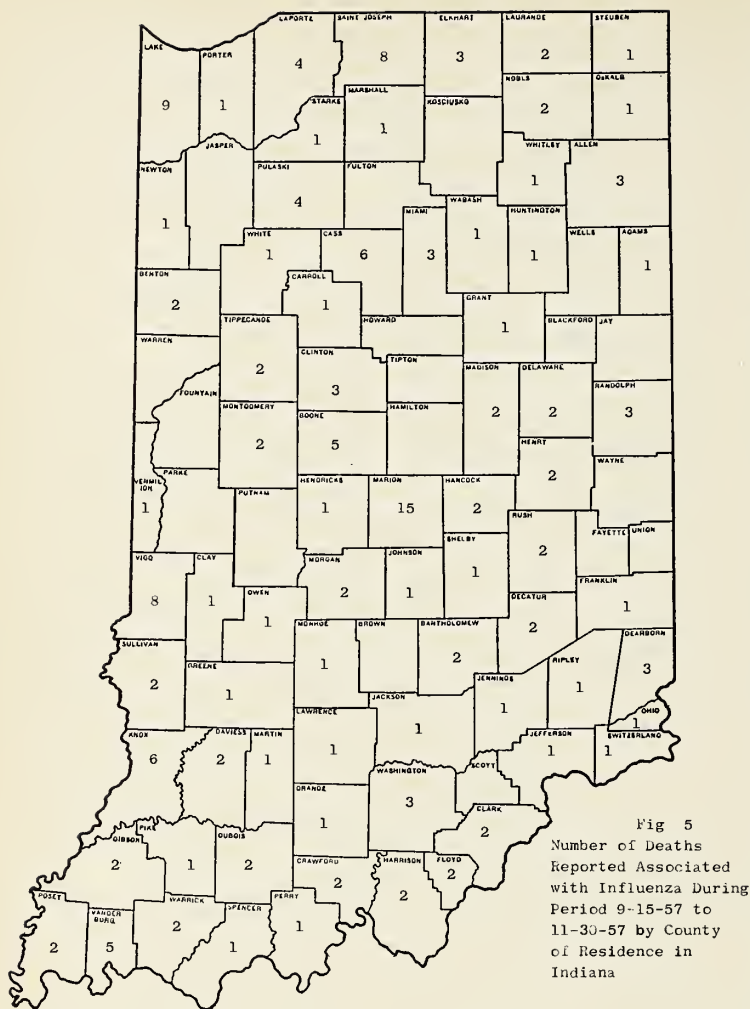 LAPORTE
SAINT JOSEPH
ELKHART
LAGRANGE
STEUBEN
LAKE
PORTER
4
8
3
2
1
NOBLE
DEKALB
9
1
STARKE
MARSHALL
KOSCIUSKO
2
1
1
1
JASPER
WHITLEY
ALLEN
NEWTON
PULASKI
FULTON
1
3
4
MIAMI
WABASH
HUNTINGTON
1
WHITE
CASS
1
WELLS
ADAMS
1
6
3
1
1
BENTON
CARROLL
2
1
GRANT
TIPPECANOE
HOWARD
1
BLACKFORD
JAY
WARREN
CLINTON
TIPTON
2
3
MADISON
DELAWARE
RANDOLPH
FOUNTAIN
MONTGOMERY
BOONE
HAMILTON
2
2
3
2
5
HENRY
WAYNE
PARKE
2
VERMIL
ION
PUTNAM
HENDRICKS
MARION
HANCOCK
1
1
15
2
RUSH
FAYETTE
UNION
SHELBY
2
VIGO
CLAY
MORGAN
JOHNSON
FRANKLIN
8
1
OWEN
2
1
1
DECATUR
1
1
MONROE
BROWN
BARTHOLOMEW
2
DEARBORN
SULLIVAN
1
2
RIPLEY
3
2
GREENE
JENNINGS
1
1
JACKSON
1
OHIO
LAWRENCE
1
1
KNOX
DAVIESS
MARTIN
1
JEFFERSON
SWITZERLAND
6
2
1
WASHINGTON
SCOTT
1
1
ORANGE
3
1
CLARK
PIKE
DUBOIS
2
GIBSON
2
1
2
CRAWFORD
HARRISON
FLOYD
2
2
2
POSEY
VANDER
BURG
WARRICK
SPENCER
PERRY
2
5
2
1
1
Fig 5
Number of Deaths
Reported Associated
with Influenza During
Period 9-15-57 to
11-30-57 by County
of Residence in
Indiana